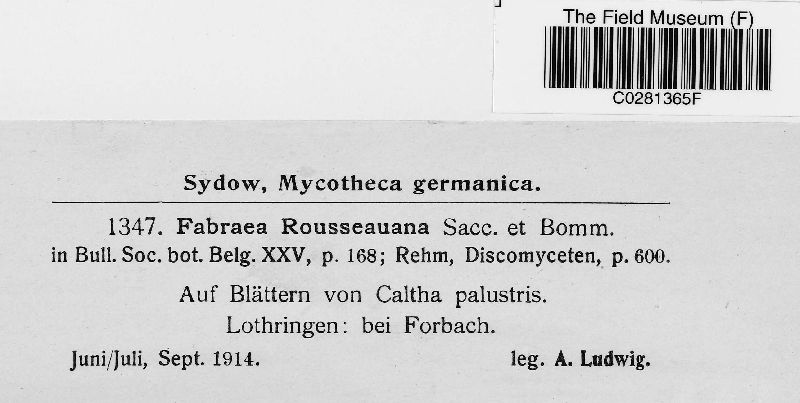 The Field Museum (F)
C0281365F
Sydow, Mycotheca germanica.
1347. Fabraea Rousseauana Sacc. et Bomm.
in Bull. Soc. bot. Belg. XXV, p. 168; Rehm, Discomyceten, p. 600.
Auf Blättern von Caltha palustris.
Lothringen: bei Forbach.
Juni/Juli, Sept. 1914. leg. A. Ludwig.